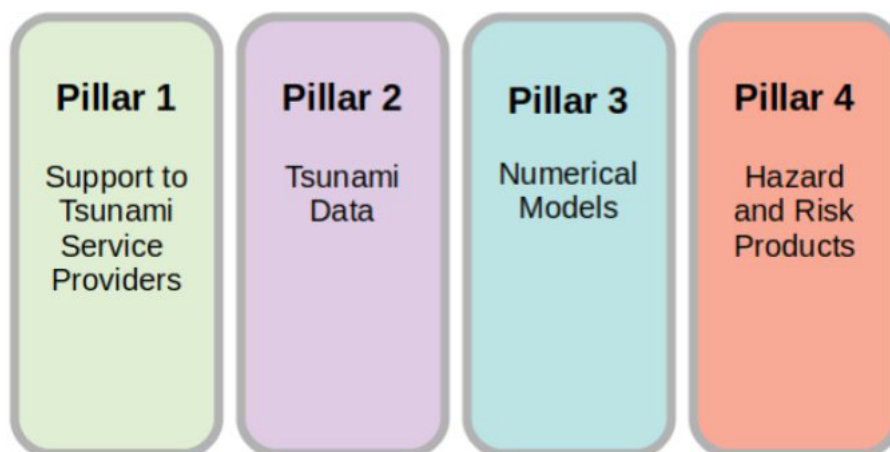 Pillar 1
Support to
Tsunami
Service
Providers
Pillar 2
Tsunami
Data
Pillar 3
Numerical
Models
Pillar 4
Hazard
and Risk
Products